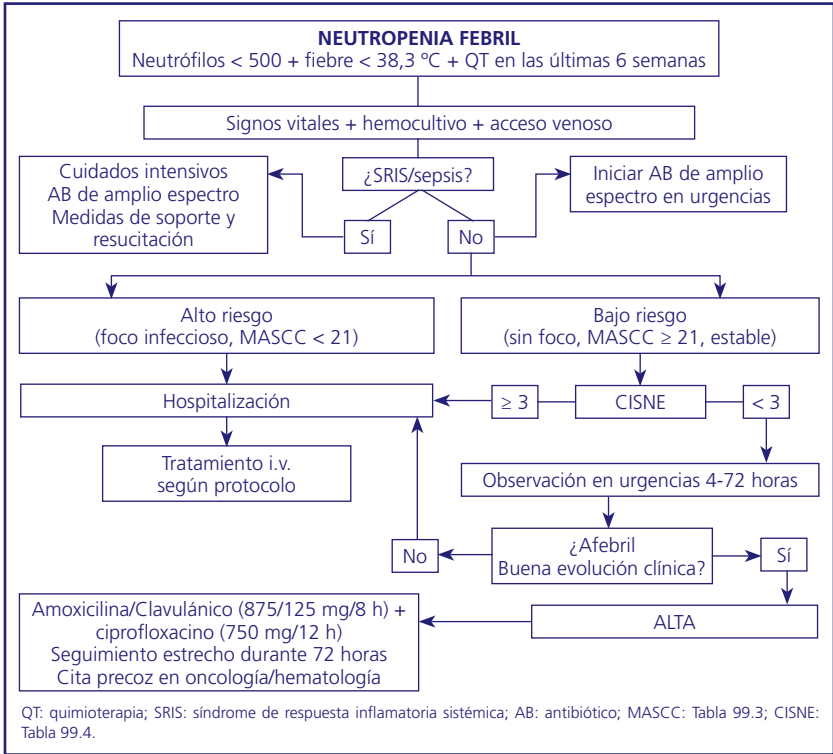 NEUTROPENIA FEBRIL
Neutrófilos < 500 + fiebre < 38,3 ºC + QT en las últimas 6 semanas
Signos vitales + hemocultivo + acceso venoso
Cuidados intensivos
AB de amplio espectro
Medidas de soporte y
resucitación
¿SRIS/sepsis?
Iniciar AB de amplio
espectro en urgencias
Sí
No
Alto riesgo
(foco infeccioso, MASCC < 21)
Bajo riesgo
(sin foco, MASCC ≥ 21, estable)
Hospitalización
≥ 3
CISNE
< 3
Tratamiento i.v.
según protocolo
Observación en urgencias 4-72 horas
No
¿Afebril
Buena evolución clínica?
Sí
Amoxicilina/Clavulánico (875/125 mg/8 h) +
ciprofloxacino (750 mg/12 h)
Seguimiento estrecho durante 72 horas
Cita precoz en oncología/hematología
ALTA
QT: quimioterapia; SRIS: síndrome de respuesta inflamatoria sistémica; AB: antibiótico; MASCC: Tabla 99.3; CISNE:
Tabla 99.4.